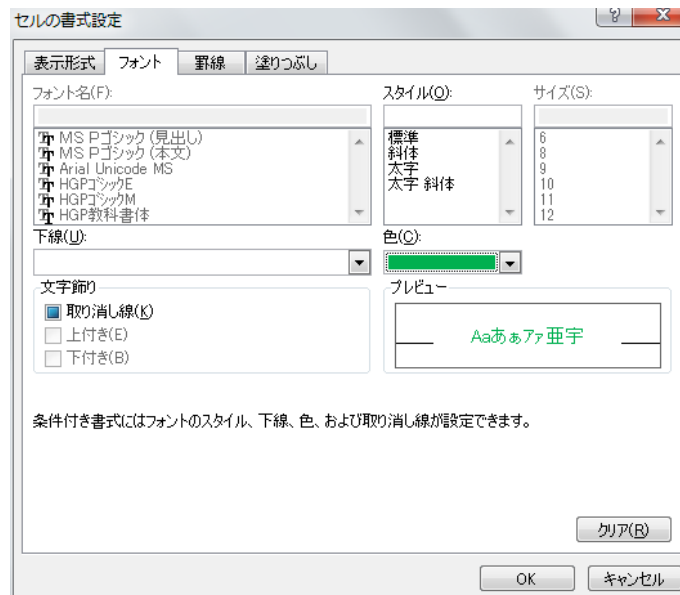 セルの書式設定
表示形式 フォント 罫線 塗りつぶし
フォント名(F): スタイル(O): サイズ(S):
MS Pゴシック (見出し) 標準 6
MS Pゴシック (本文) 斜体 8
Arial Unicode MS 太字 9
HGPゴシックE 太字 斜体 10
HGPゴシックM 11
HGP教科書体 12
下線(U): 色(C):
文字飾り プレビュー
取り消し線(K)
上付き(E)
下付き(B)
Aaあぁアァ亜宇
条件付き書式にはフォントのスタイル、下線、色、および取り消し線が設定できます。
クリア(R)
OK キャンセル